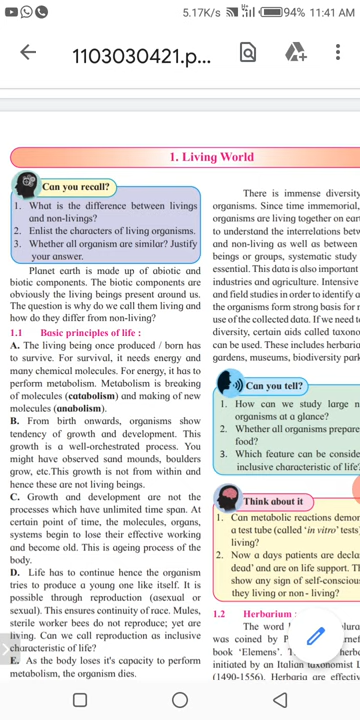 5.17K/s
94% 11:41 AM
1103030421.p...
1. Living World
Can you recall?
1. What is the difference between livings
and non-livings?
2. Enlist the characters of living organisms.
3. Whether all organism are similar? Justify
your answer.
Planet earth is made up of abiotic and
biotic components. The biotic components are
obviously the living beings present around us.
The question is why do we call them living and
how do they differ from non-living?
1.1 Basic principles of life :
A. The living being once produced / born has
to survive. For survival, it needs energy and
many chemical molecules. For energy, it has to
perform metabolism. Metabolism is breaking
of molecules (catabolism) and making of new
molecules (anabolism).
B. From birth onwards, organisms show
tendency of growth and development. This
growth is a well-orchestrated process. You
might have observed sand mounds, boulders
grow, etc.This growth is not from within and
hence these are not living beings.
C. Growth and development are not the
processes which have unlimited time span. At
certain point of time, the molecules, organs,
systems begin to lose their effective working
and become old. This is ageing process of the
body.
D. Life has to continue hence the organism
tries to produce a young one like itself. It is
possible through reproduction (asexual or
sexual). This ensures continuity of race. Mules,
sterile worker bees do not reproduce; yet are
living. Can we call reproduction as inclusive
characteristic of life?
E. As the body loses it's capacity to perform
metabolism, the organism dies.
There is immense diversity
organisms. Since time immemorial,
organisms are living together on ear
to understand the interrelations betw
and non-living as well as between
beings or groups, systematic study
essential. This data is also important
industries and agriculture. Intensive
and field studies in order to identify a
the organisms form strong basis for
use of the collected data. If we need t
diversity, certain aids called taxono
can be used. These includes herbaria
gardens, museums, biodiversity park
Can you tell?
1. How can we study large n
organisms at a glance?
2. Whether all organisms prepare
food?
3. Which feature can be conside
inclusive characteristic of life
Think about it
1. Can metabolic reactions demon
a test tube (called 'in vitro' tests
living?
2. Now a days patients are decla
dead' and are on life support. Th
show any sign of self-conscious
they living or non - living?
1.2 Herbarium :
The word
was coined by P
book 'Elemens'.
initiated by an Italian taxonomist L
(1490-1556). Herbaria are effectiv